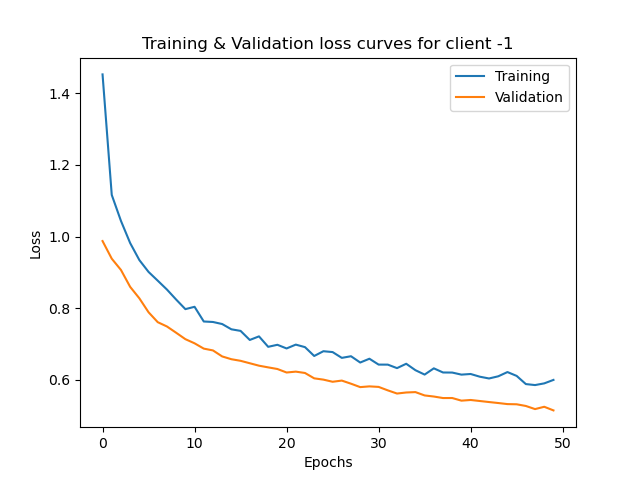 Training & Validation loss curves for client -1
Training
Validation
Loss
1.4
1.2
1.0
0.8
0.6
0 10 20 30 40 50
Epochs